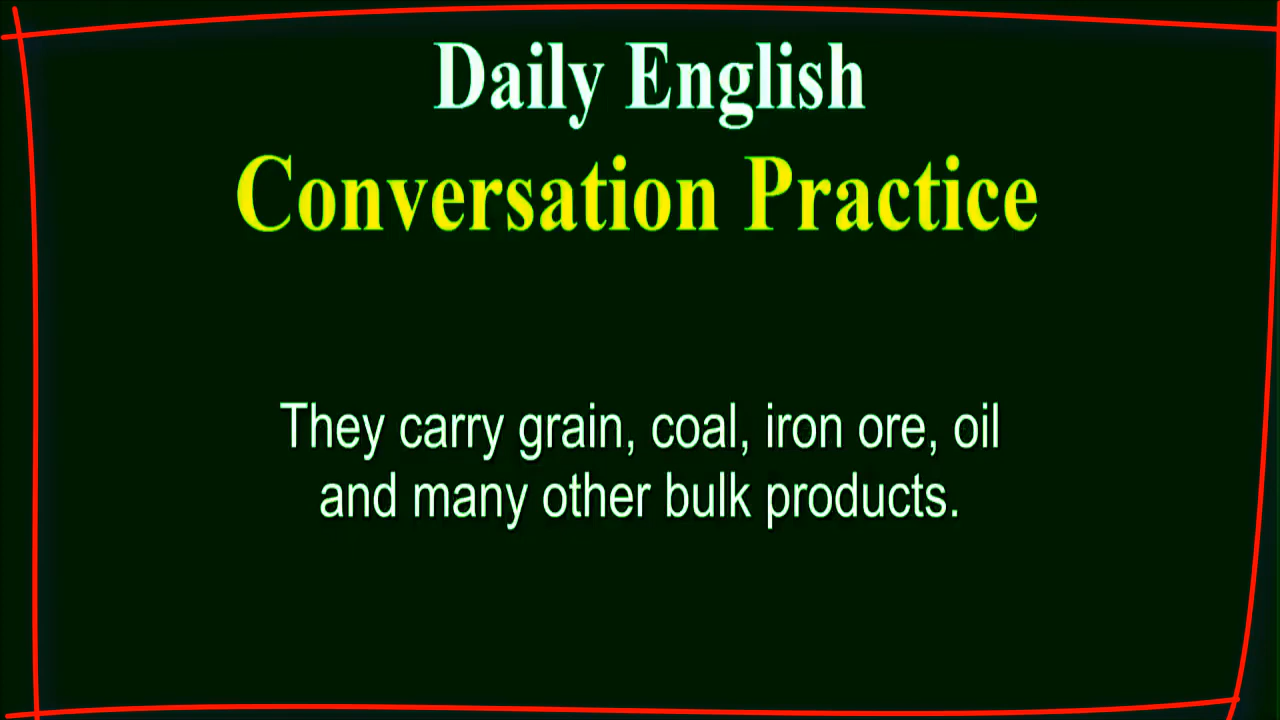 Daily English
Conversation Practice
They carry grain, coal, iron ore, oil
and many other bulk products.